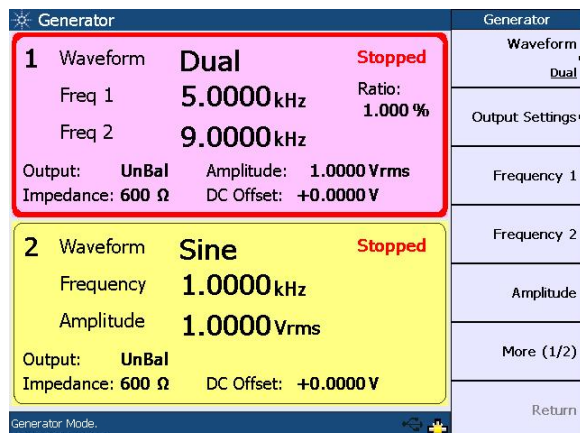 Generator
1 Waveform Dual Stopped
Freq 1 5.0000 kHz Ratio:
1.000 %
Freq 2 9.0000 kHz
Output: UnBal Amplitude: 1.0000 Vrms
Impedance: 600 Ω DC Offset: +0.0000 V
2 Waveform Sine Stopped
Frequency 1.0000 kHz
Amplitude 1.0000 Vrms
Output: UnBal
Impedance: 600 Ω DC Offset: +0.0000 V
Generator Mode.
Generator
Waveform
Dual
Output Settings
Frequency 1
Frequency 2
Amplitude
More (1/2)
Return